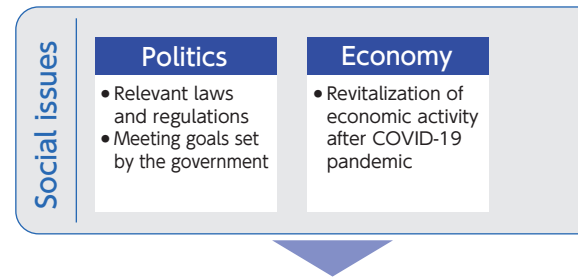 Social issues
Politics
• Relevant laws
and regulations
• Meeting goals set
by the government
Economy
• Revitalization of
economic activity
after COVID-19
pandemic